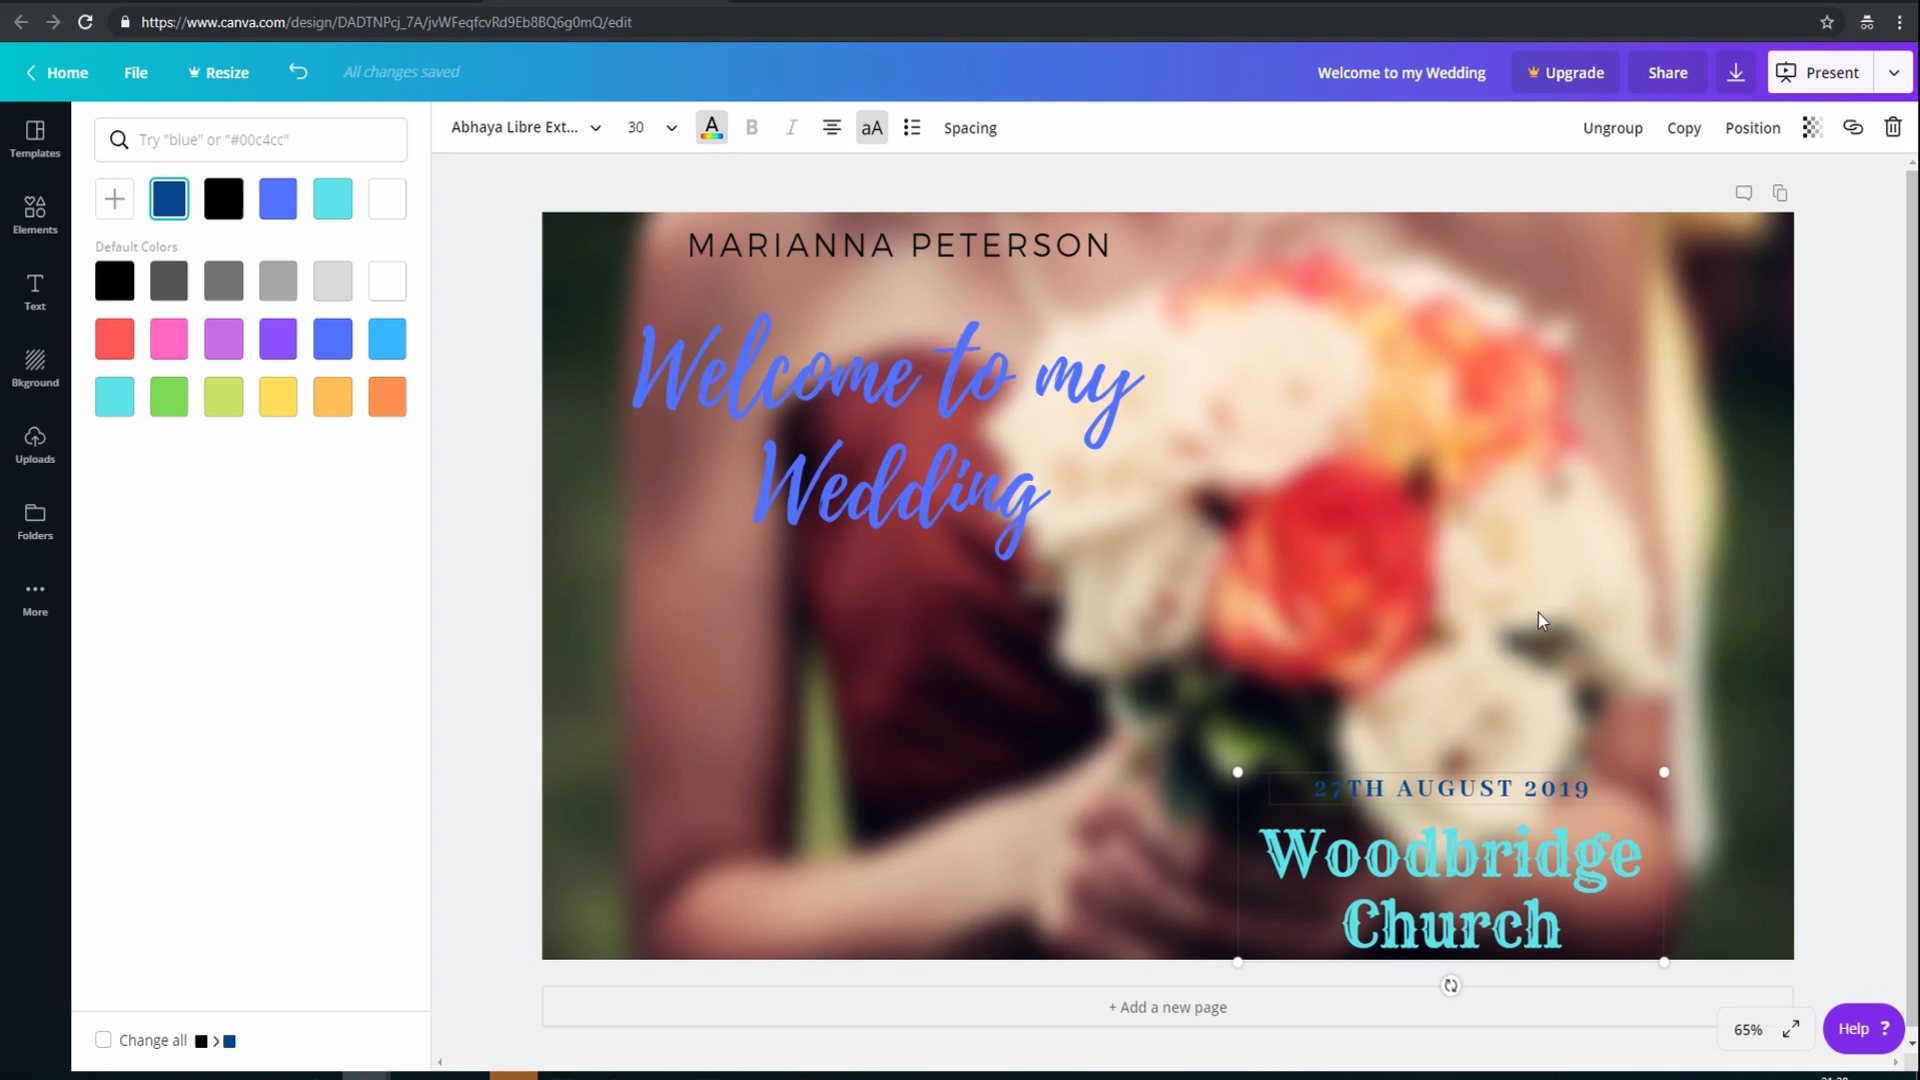 https://www.canva.com/design/DADTNPcj_7A/jvWFeqfcvRd9Eb8BQ6g0mQ/edit
Home File Resize All changes saved Welcome to my Wedding Upgrade Share Present
Templates
Elements
Text
Bkground
Uploads
Folders
More
Try "blue" or "#00c4cc"
Default Colors
Change all
Abhaya Libre Ext... 30 A B I aA Spacing Ungroup Copy Position
MARIANNA PETERSON
Welcome to my
Wedding
27TH AUGUST 2019
Woodbridge
Church
+ Add a new page
65%
Help ?